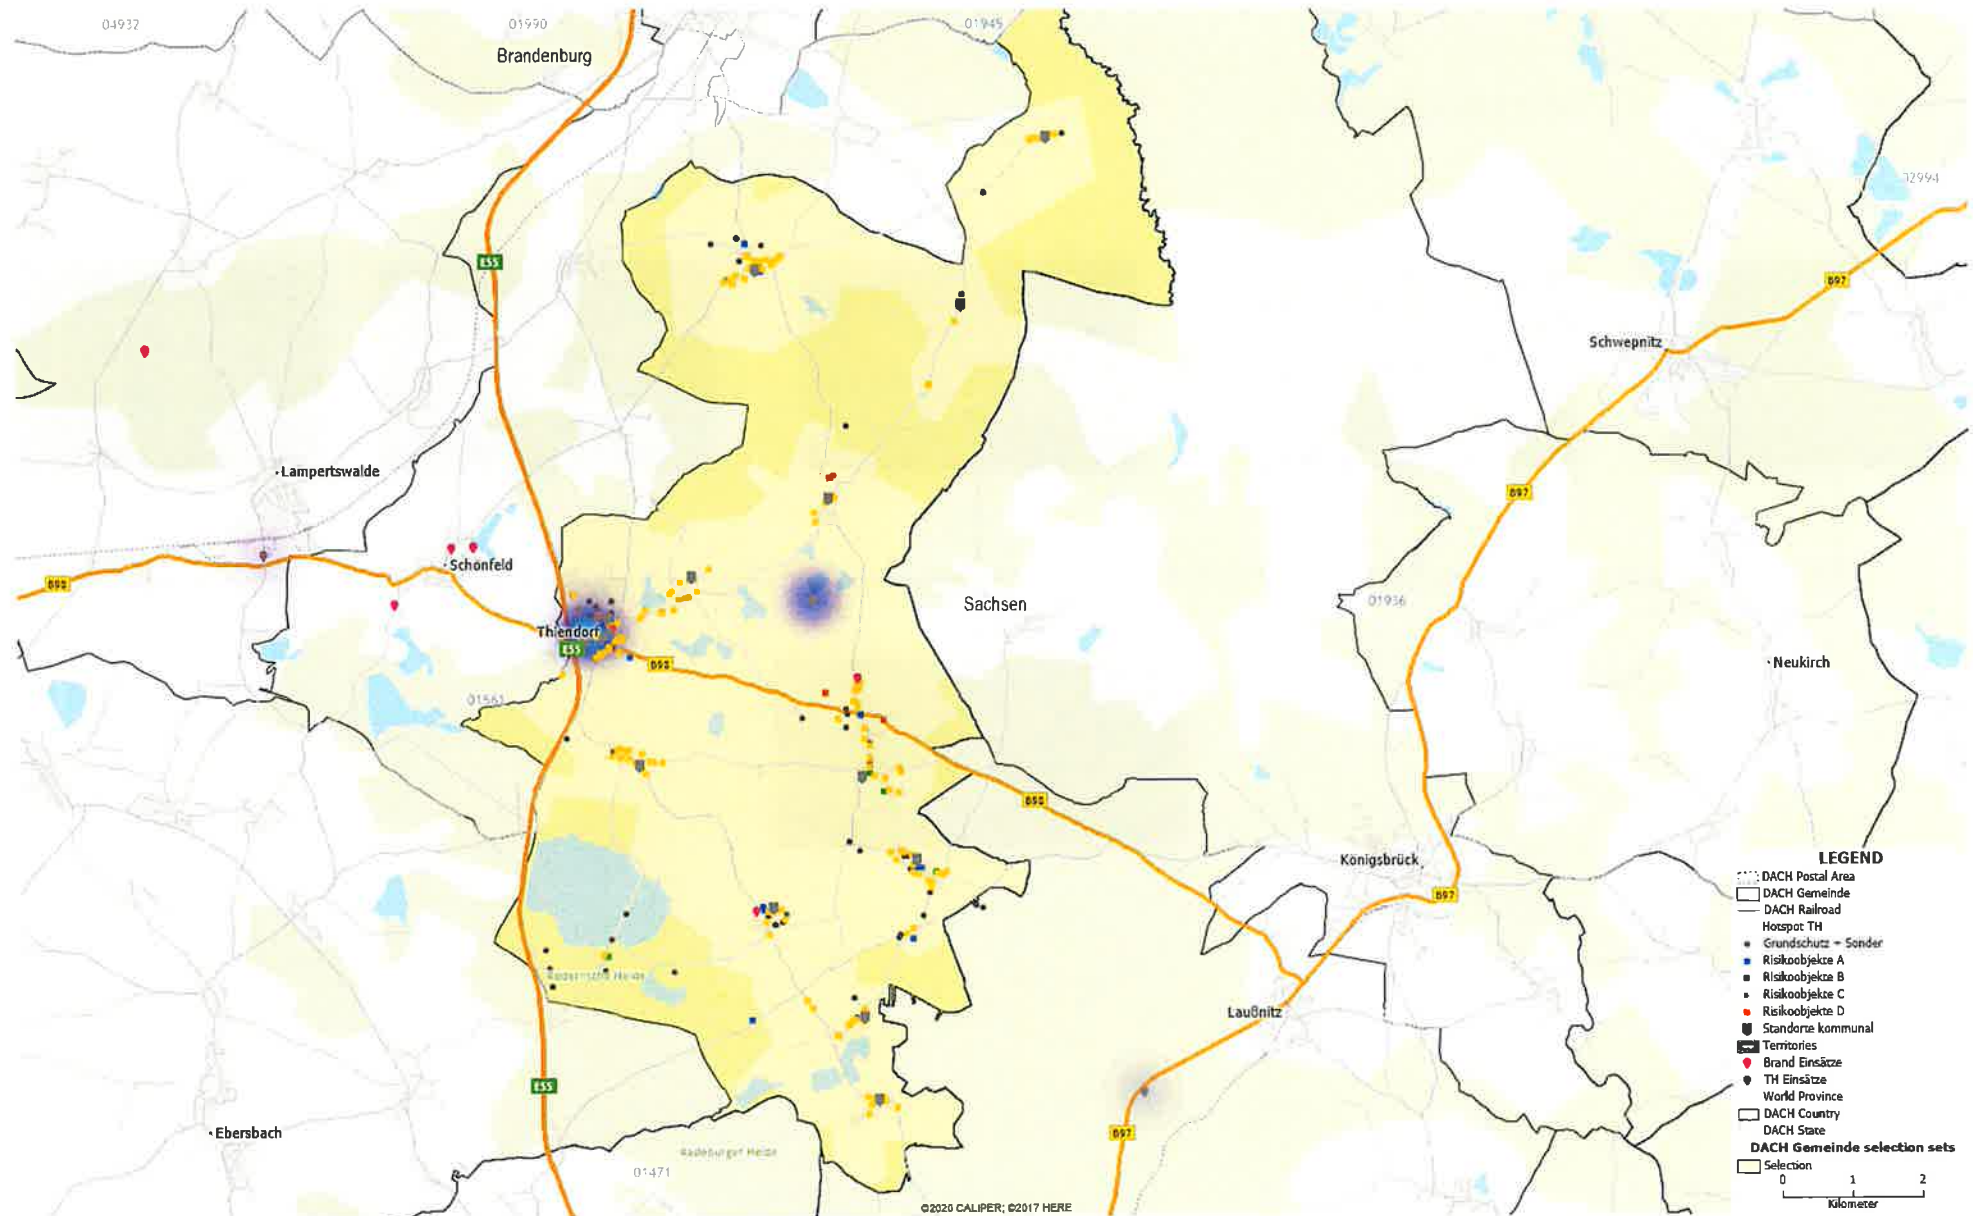 04932
01990
01945
Brandenburg
02994
E55
B97
Schwepnitz
Lampertswalde
B97
B98
Schönfeld
Sachsen
01936
Thiendorf
E55
B98
Neukirch
01561
B98
Königsbrück
B97
Laußnitz
E55
B97
Ebersbach
Radeburger Heide
01471
©2020 CALIPER; ©2017 HERE
LEGEND
DACH Postal Area
DACH Gemeinde
DACH Railroad
Hotspot TH
Grundschutz - Sonder
Risikoobjekte A
Risikoobjekte B
Risikoobjekte C
Risikoobjekte D
Standorte kommunal
Territories
Brand Einsätze
TH Einsätze
World Province
DACH Country
DACH State
DACH Gemeinde selection sets
Selection
0 1 2
Kilometer